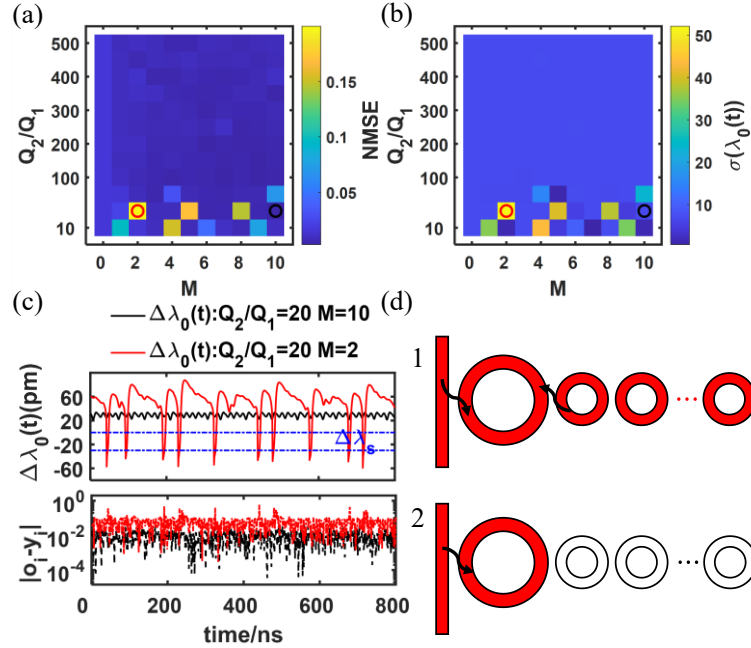 (a)
(b)
Q₂/Q₁
500
400
300
200
100
10
0 2 4 6 8 10
M
0.15
0.1
0.05
NMSE
Q₂/Q₁
500
400
300
200
100
10
0 2 4 6 8 10
M
50
40
30
20
10
σ(λ₀(t))
(c)
(d)
Δλ₀(t):Q₂/Q₁=20 M=10
Δλ₀(t):Q₂/Q₁=20 M=2
Δλ₀(t)(pm)
60
20
-20
-60
Δλₛ
|oᵢ-yᵢ|
10⁰
10⁻²
10⁻⁴
0 200 400 600 800
time/ns
1
...
2
...